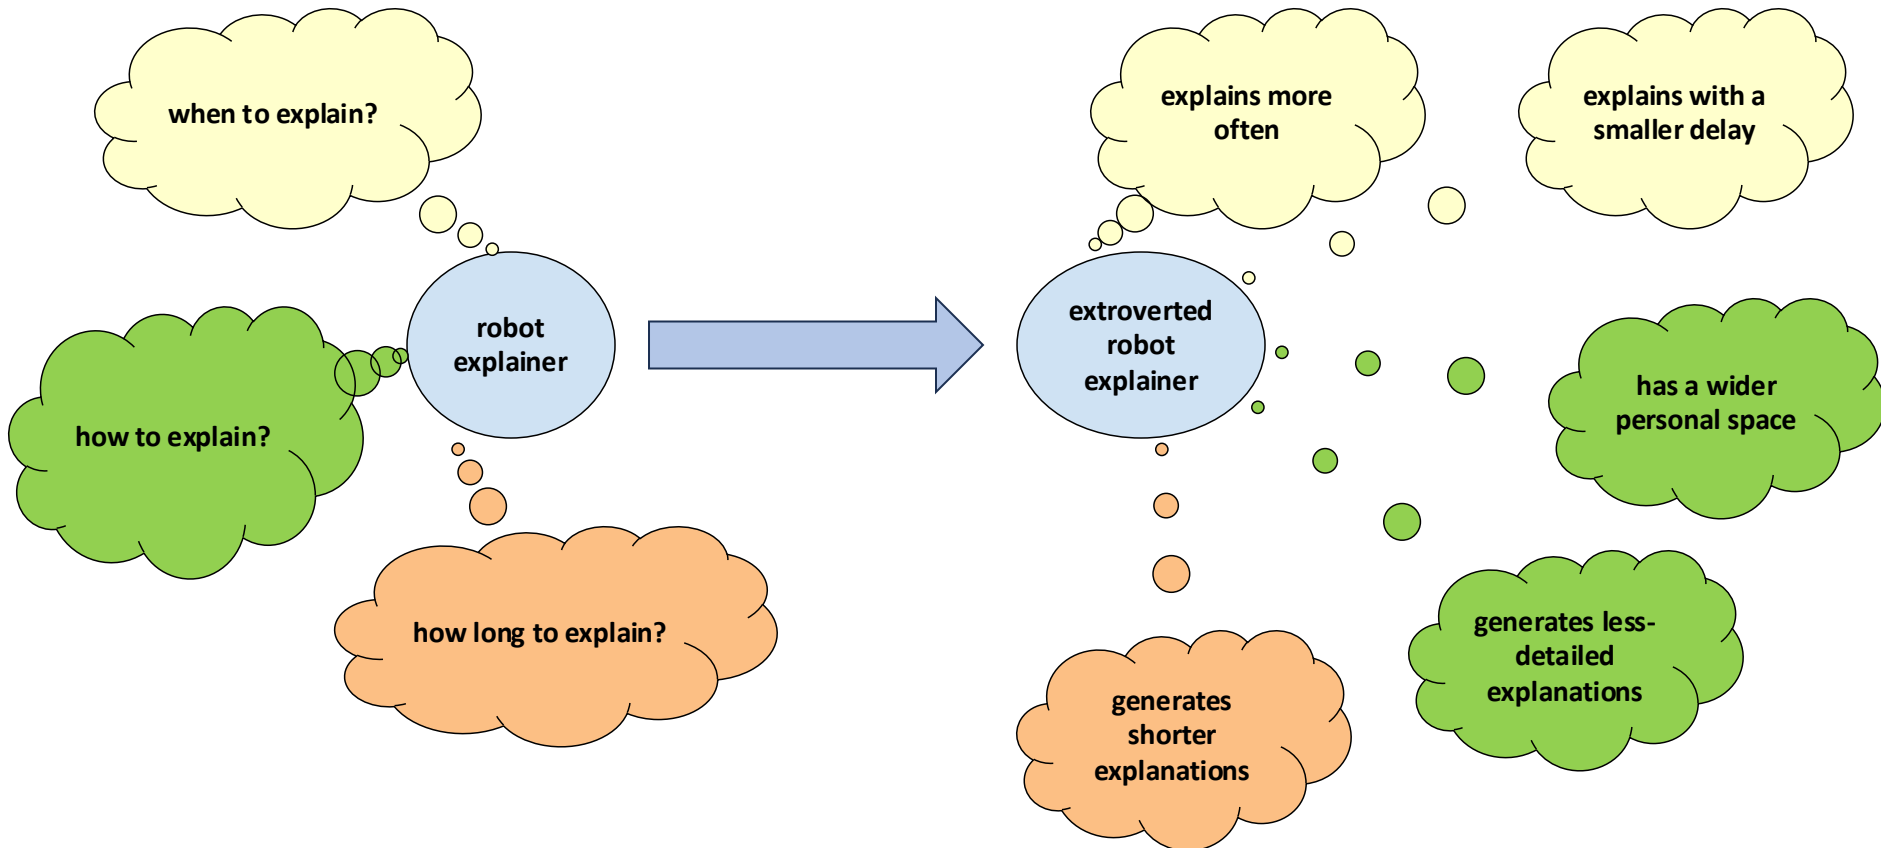 when to explain?
how to explain?
robot
explainer
how long to explain?
explains more
often
explains with a
smaller delay
extroverted
robot
explainer
has a wider
personal space
generates less-
detailed
explanations
generates
shorter
explanations